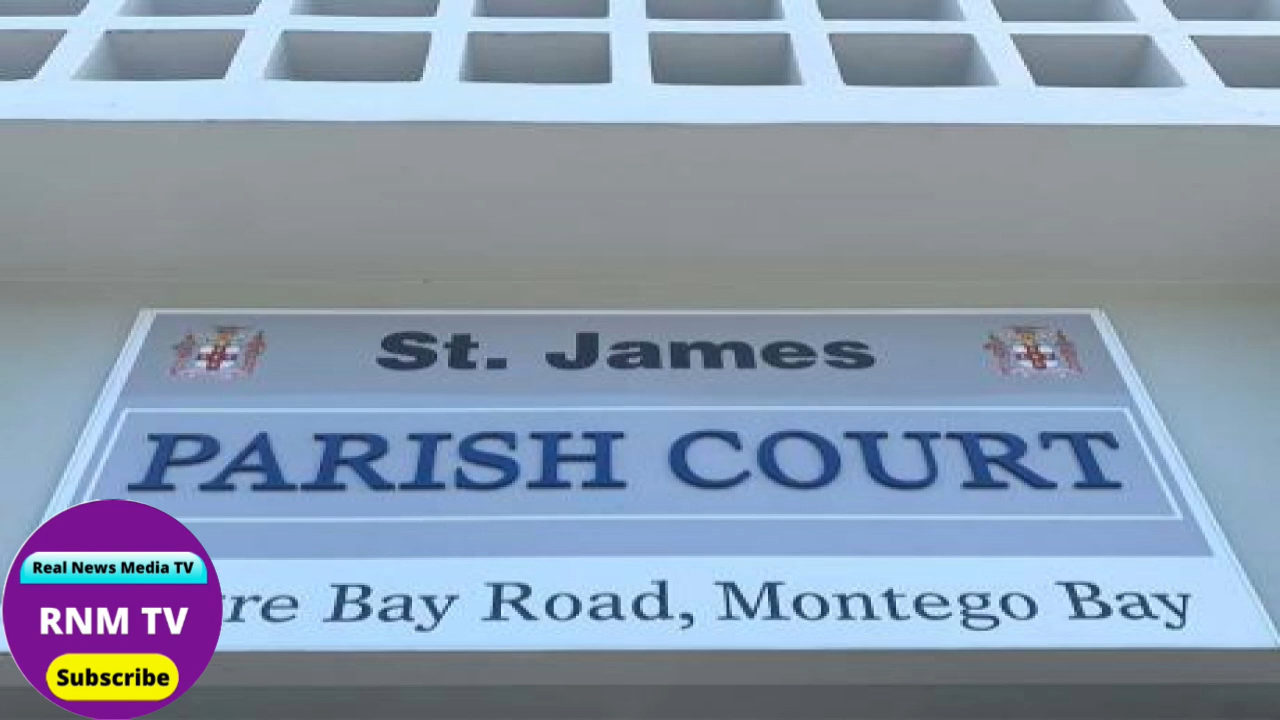 St. James
PARISH COURT
Bay Road, Montego Bay
Real News Media TV
RNM TV
Subscribe